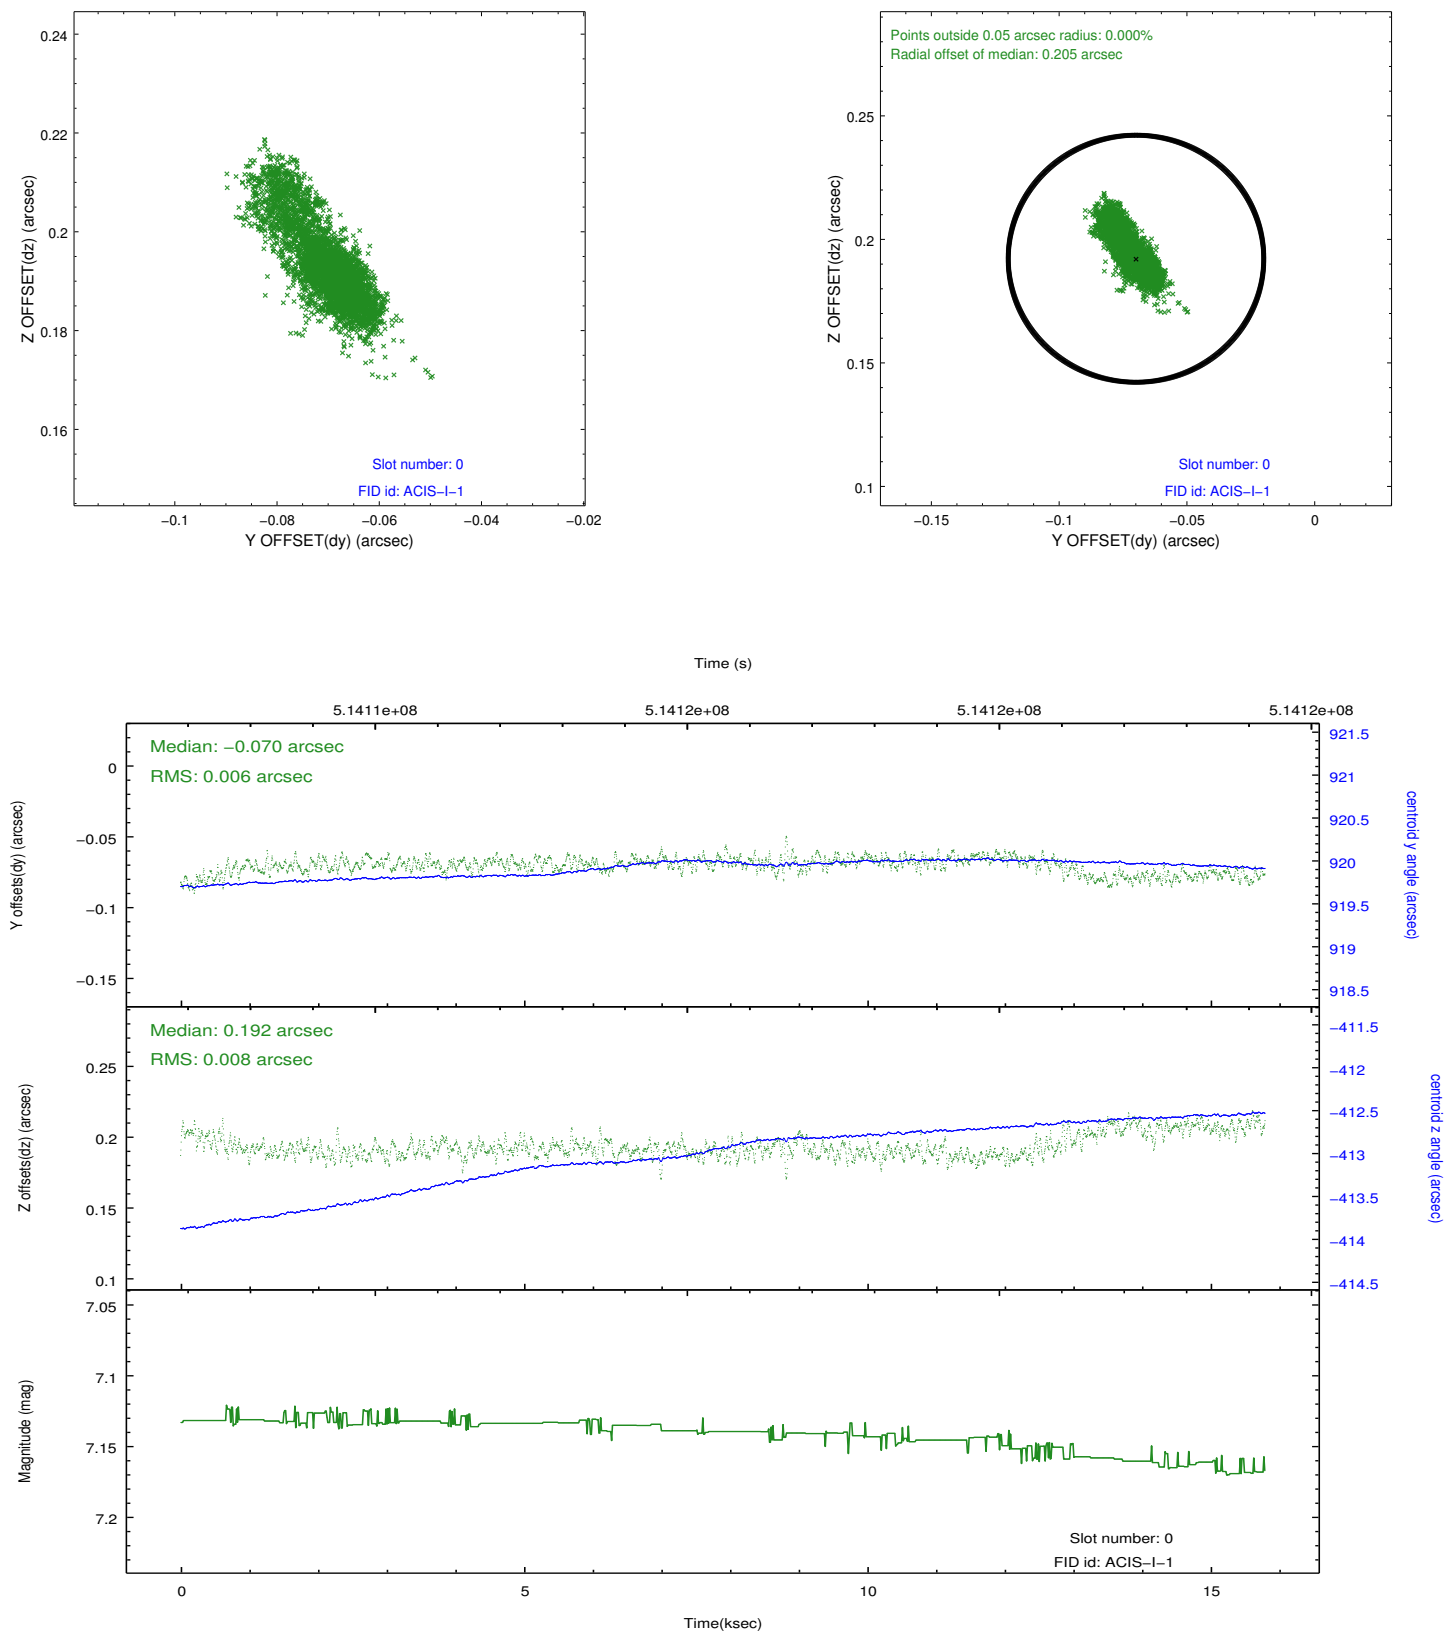 0.24
0.22
0.2
0.18
0.16
Z OFFSET(dz) (arcsec)
Slot number: 0
FID id: ACIS−I−1
−0.1
−0.08
−0.06
−0.04
−0.02
Y OFFSET(dy) (arcsec)
Points outside 0.05 arcsec radius: 0.000%
Radial offset of median: 0.205 arcsec
0.25
0.2
0.15
0.1
Z OFFSET(dz) (arcsec)
Slot number: 0
FID id: ACIS−I−1
−0.15
−0.1
−0.05
0
Y OFFSET(dy) (arcsec)
Time (s)
5.1411e+08
5.1412e+08
5.1412e+08
5.1412e+08
Median: −0.070 arcsec
RMS: 0.006 arcsec
0
−0.05
−0.1
−0.15
Y offsets(dy) (arcsec)
921.5
921
920.5
920
919.5
919
918.5
centroid y angle (arcsec)
Median: 0.192 arcsec
RMS: 0.008 arcsec
0.25
0.2
0.15
0.1
Z offsets(dz) (arcsec)
−411.5
−412
−412.5
−413
−413.5
−414
−414.5
centroid z angle (arcsec)
7.05
7.1
7.15
7.2
Magnitude (mag)
Slot number: 0
FID id: ACIS−I−1
0
5
10
15
Time(ksec)